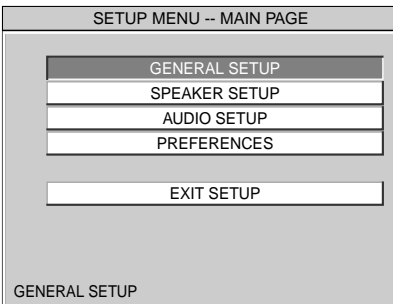 SETUP MENU -- MAIN PAGE
GENERAL SETUP
SPEAKER SETUP
AUDIO SETUP
PREFERENCES
EXIT SETUP
GENERAL SETUP